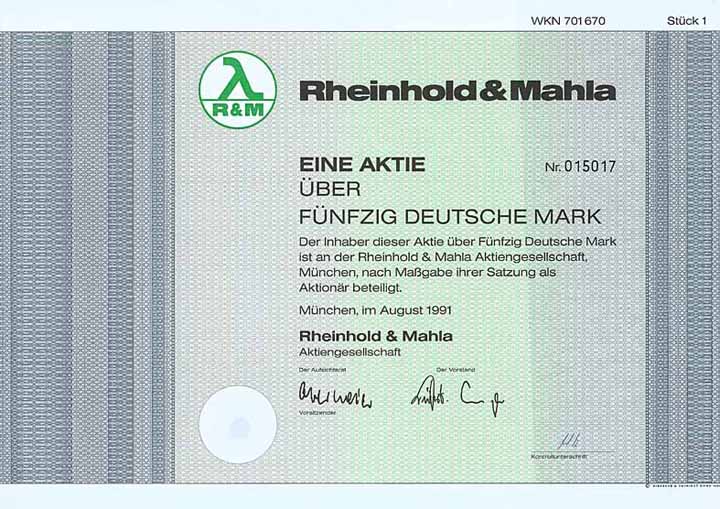 WKN 701670 Stück 1
λ
R&M
Rheinhold & Mahla
EINE AKTIE Nr. 015017
ÜBER
FÜNFZIG DEUTSCHE MARK
Der Inhaber dieser Aktie über Fünfzig Deutsche Mark
ist an der Rheinhold & Mahla Aktiengesellschaft,
München, nach Maßgabe ihrer Satzung als
Aktionär beteiligt.
München, im August 1991
Rheinhold & Mahla
Aktiengesellschaft
Der Aufsichtsrat Der Vorstand
Vorsitzender
Kontrollunterschrift